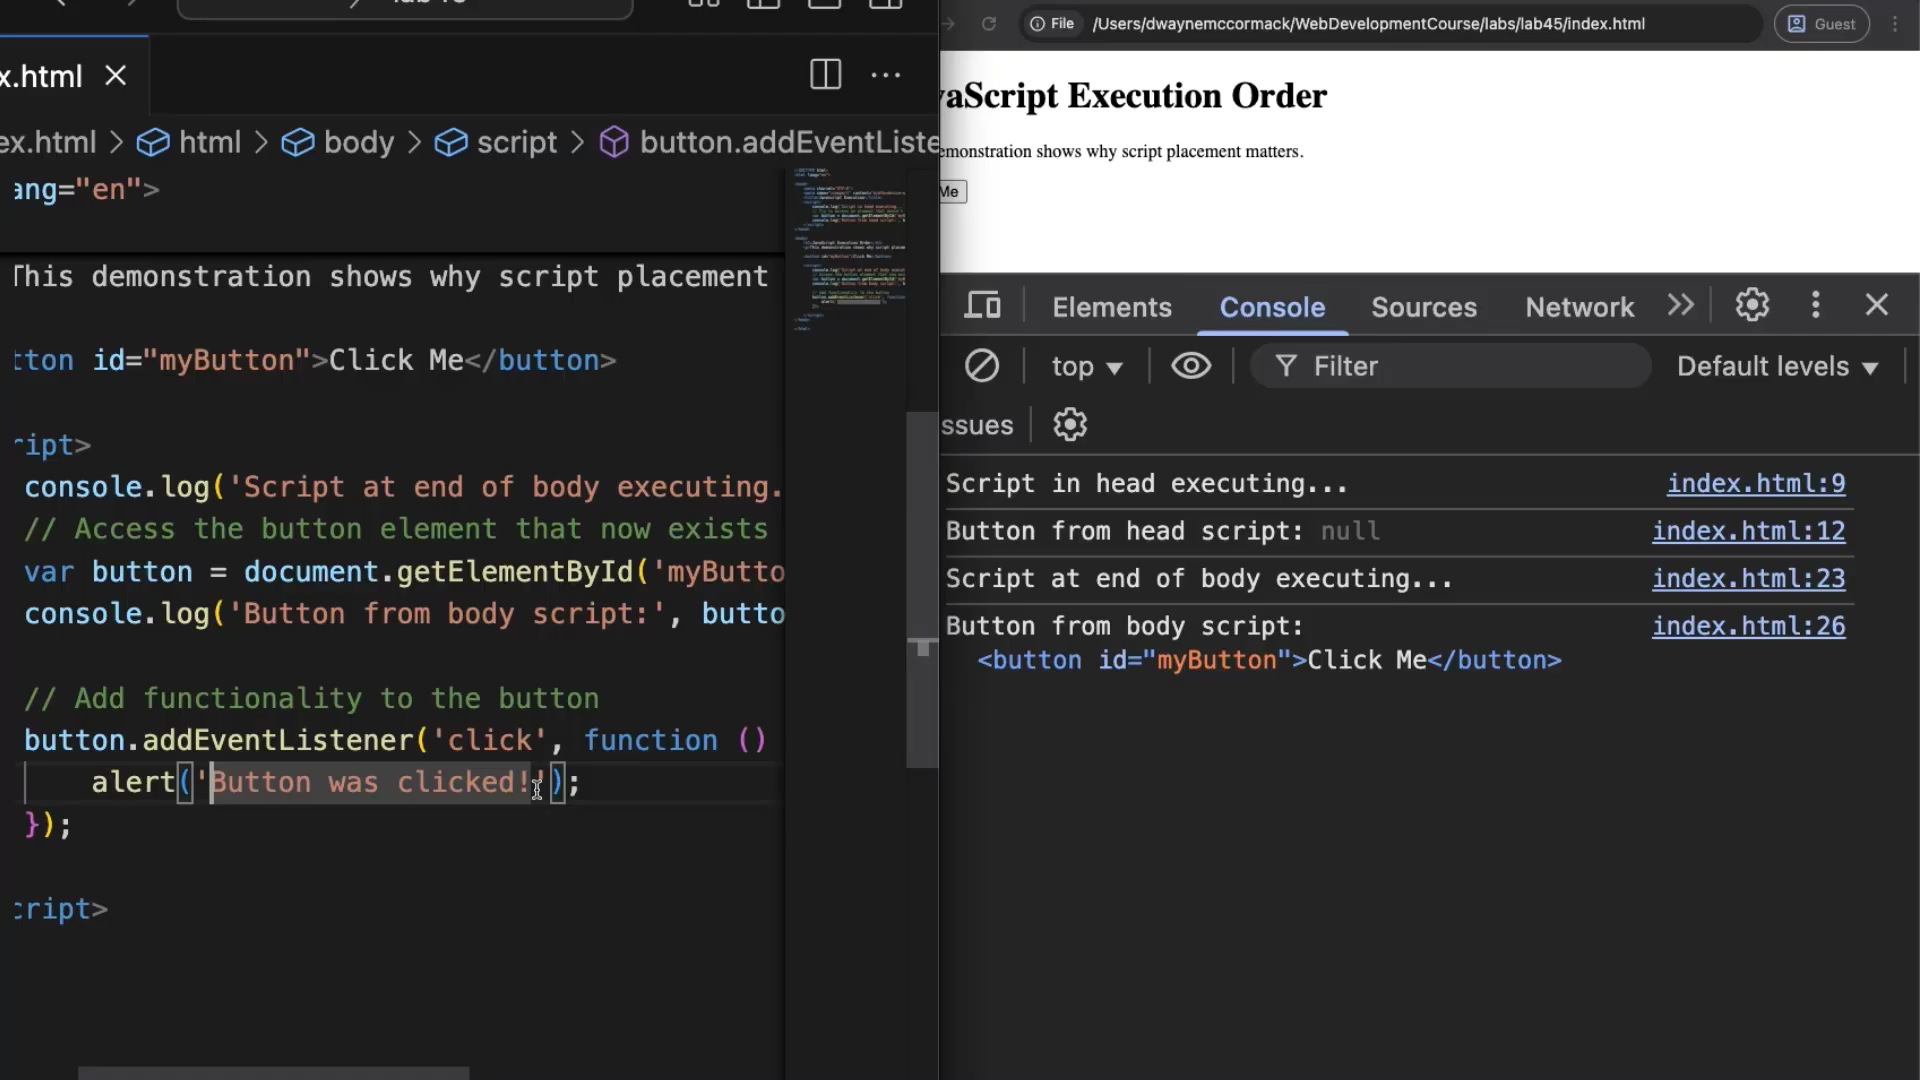 x.html
ex.html > html > body > script > button.addEventListe
ang="en">
This demonstration shows why script placement
tton id="myButton">Click Me</button>
ript>
console.log('Script at end of body executing.
// Access the button element that now exists
var button = document.getElementById('myButto
console.log('Button from body script:', butto
// Add functionality to the button
button.addEventListener('click', function ()
alert('Button was clicked!');
});
cript>
File /Users/dwaynemccormack/WebDevelopmentCourse/labs/lab45/index.html Guest
vaScript Execution Order
emonstration shows why script placement matters.
Me
Elements Console Sources Network
top Filter Default levels
ssues
Script in head executing... index.html:9
Button from head script: null index.html:12
Script at end of body executing... index.html:23
Button from body script: index.html:26
<button id="myButton">Click Me</button>